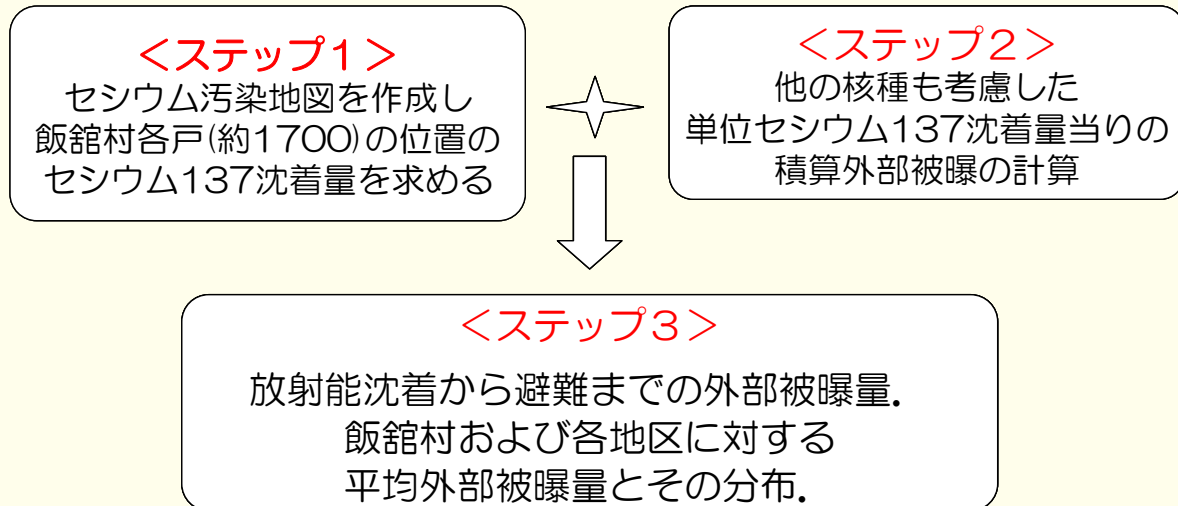 ＜ステップ１＞
セシウム汚染地図を作成し
飯舘村各戸(約1700)の位置の
セシウム137沈着量を求める
＜ステップ２＞
他の核種も考慮した
単位セシウム137沈着量当りの
積算外部被曝の計算
＜ステップ３＞
放射能沈着から避難までの外部被曝量．
飯舘村および各地区に対する
平均外部被曝量とその分布．